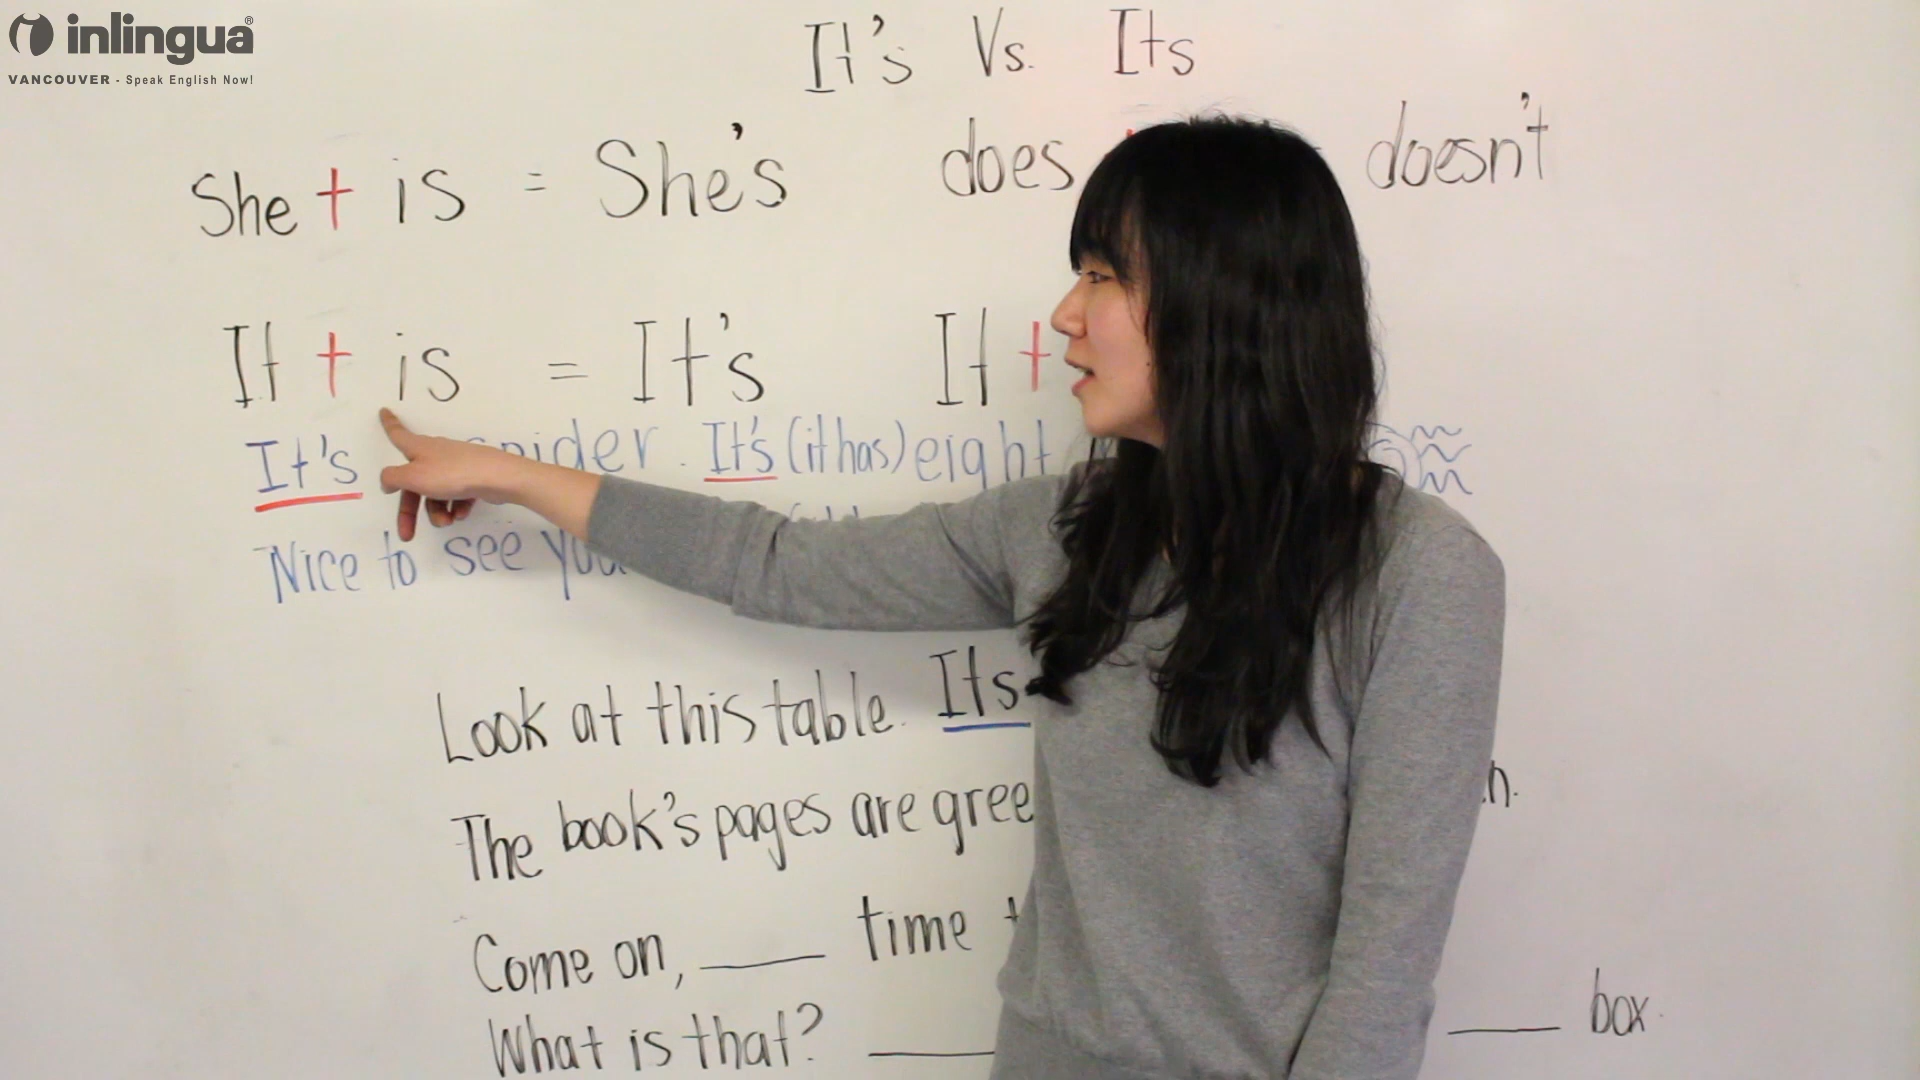 inlingua®
VANCOUVER - Speak English Now!
It's Vs. Its
She + is = She's does doesn't
It + is = It's It +
It's spider. It's (it has) eight
Nice to see you
Look at this table. Its
The book's pages are gree
Come on, ____ time
What is that? ____ ____ box.